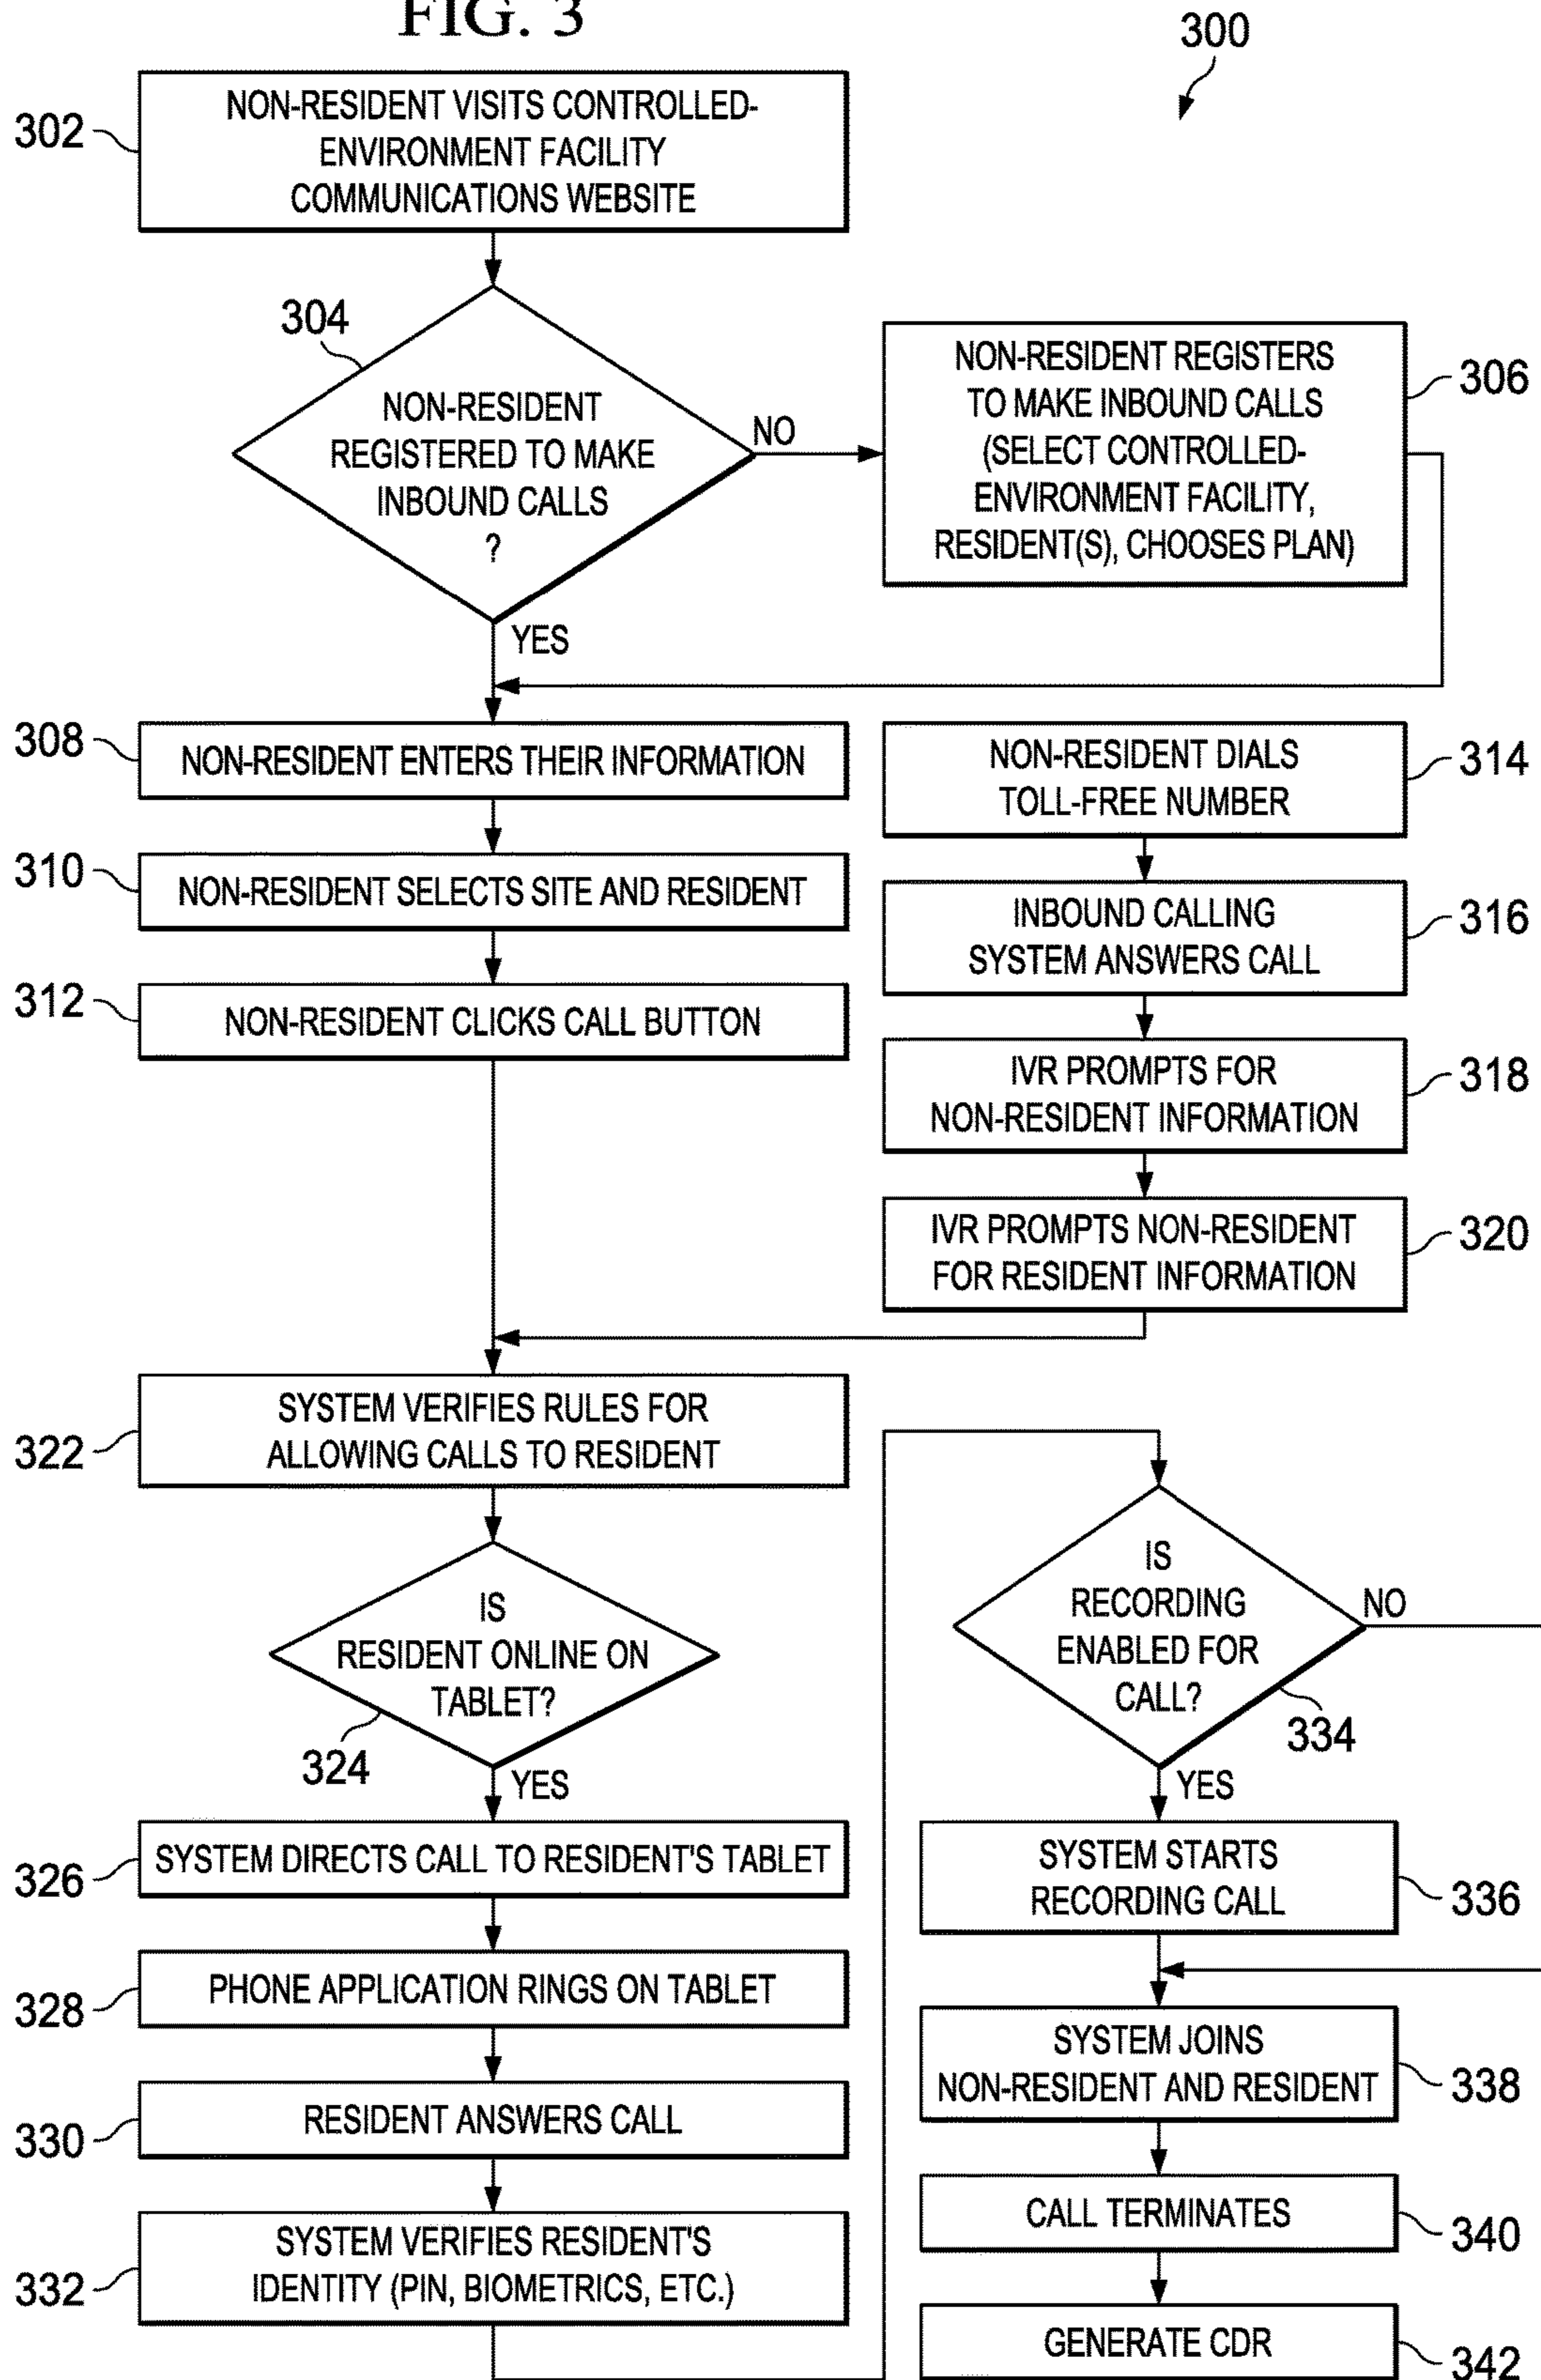 FIG. 3
300
302
NON-RESIDENT VISITS CONTROLLED-
ENVIRONMENT FACILITY
COMMUNICATIONS WEBSITE
304
NON-RESIDENT
REGISTERED TO MAKE
INBOUND CALLS
?
NO
YES
NON-RESIDENT REGISTERS
TO MAKE INBOUND CALLS
(SELECT CONTROLLED-
ENVIRONMENT FACILITY,
RESIDENT(S), CHOOSES PLAN)
306
308
NON-RESIDENT ENTERS THEIR INFORMATION
310
NON-RESIDENT SELECTS SITE AND RESIDENT
312
NON-RESIDENT CLICKS CALL BUTTON
NON-RESIDENT DIALS
TOLL-FREE NUMBER
314
INBOUND CALLING
SYSTEM ANSWERS CALL
316
IVR PROMPTS FOR
NON-RESIDENT INFORMATION
318
IVR PROMPTS NON-RESIDENT
FOR RESIDENT INFORMATION
320
322
SYSTEM VERIFIES RULES FOR
ALLOWING CALLS TO RESIDENT
IS
RESIDENT ONLINE ON
TABLET?
324
YES
326
SYSTEM DIRECTS CALL TO RESIDENT'S TABLET
328
PHONE APPLICATION RINGS ON TABLET
330
RESIDENT ANSWERS CALL
332
SYSTEM VERIFIES RESIDENT'S
IDENTITY (PIN, BIOMETRICS, ETC.)
IS
RECORDING
ENABLED FOR
CALL?
NO
334
YES
SYSTEM STARTS
RECORDING CALL
336
SYSTEM JOINS
NON-RESIDENT AND RESIDENT
338
CALL TERMINATES
340
GENERATE CDR
342